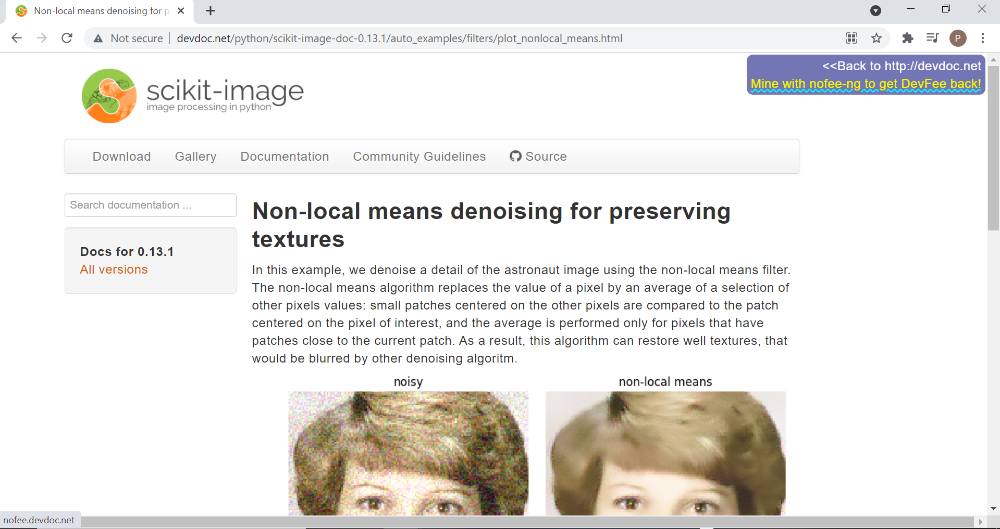 Non-local means denoising for p
Not secure
devdoc.net/python/scikit-image-doc-0.13.1/auto_examples/filters/plot_nonlocal_means.html
P
<<Back to http://devdoc.net
Mine with nofee-ng to get DevFee back!
scikit-image
image processing in python
Download Gallery Documentation Community Guidelines Source
Search documentation ...
Docs for 0.13.1
All versions
Non-local means denoising for preserving
textures
In this example, we denoise a detail of the astronaut image using the non-local means filter.
The non-local means algorithm replaces the value of a pixel by an average of a selection of
other pixels values: small patches centered on the other pixels are compared to the patch
centered on the pixel of interest, and the average is performed only for pixels that have
patches close to the current patch. As a result, this algorithm can restore well textures, that
would be blurred by other denoising algoritm.
noisy
non-local means
nofee.devdoc.net